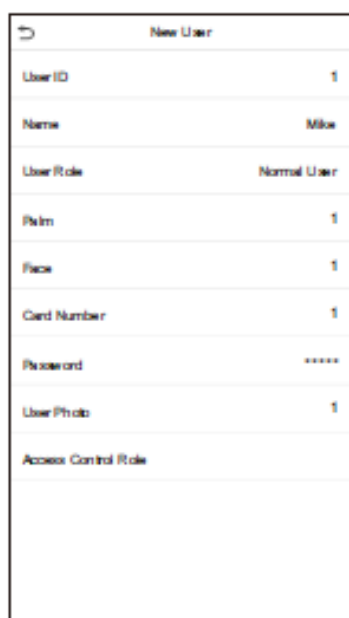 New User
User ID 1
Name Mike
User Role Normal User
Palm 1
Face 1
Card Number 1
Password *****
User Photo 1
Access Control Role